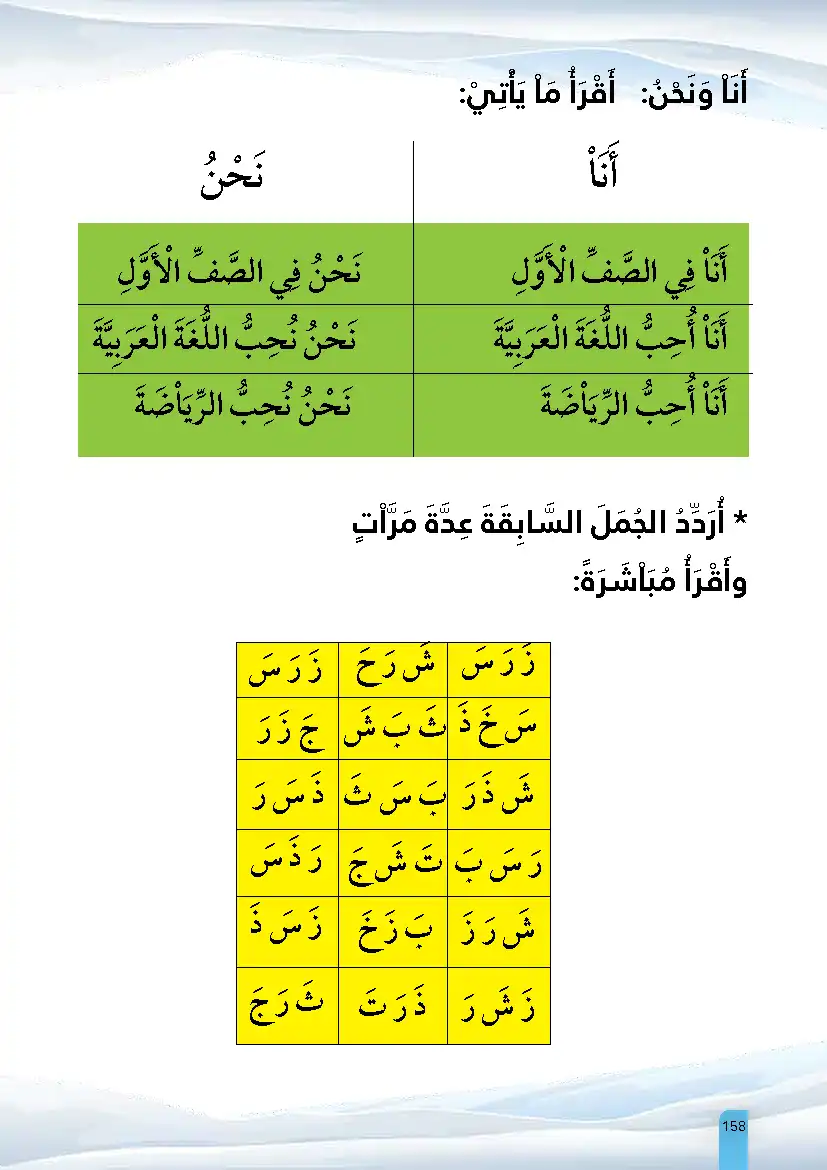 أَنَاْ وَنَحْنُ: أَقْرَأُ مَاْ يَأْتِيْ:
أَنَاْ نَحْنُ
أَنَاْ فِي الصَّفِّ الْأَوَّلِ نَحْنُ فِي الصَّفِّ الْأَوَّلِ
أَنَاْ أُحِبُّ اللُّغَةَ الْعَرَبِيَّةَ نَحْنُ نُحِبُّ اللُّغَةَ الْعَرَبِيَّةَ
أَنَاْ أُحِبُّ الرِّيَاْضَةَ نَحْنُ نُحِبُّ الرِّيَاْضَةَ
* أُرَدِّدُ الجُمَلَ السَّابِقَةَ عِدَّةَ مَرَّاْتٍ
وأَقْرَأُ مُبَاْشَرَةً:
زَ رَ سَ شَ رَ حَ زَ رَ سَ
سَ خَ ذَ ثَ بَ شَ جَ زَ رَ
شَ ذَ رَ بَ سَ ثَ ذَ سَ رَ
رَ سَ بَ تَ شَ جَ رَ ذَ سَ
شَ رَ زَ بَ زَ خَ زَ سَ ذَ
زَ شَ رَ ذَ رَ تَ ثَ رَ جَ
158